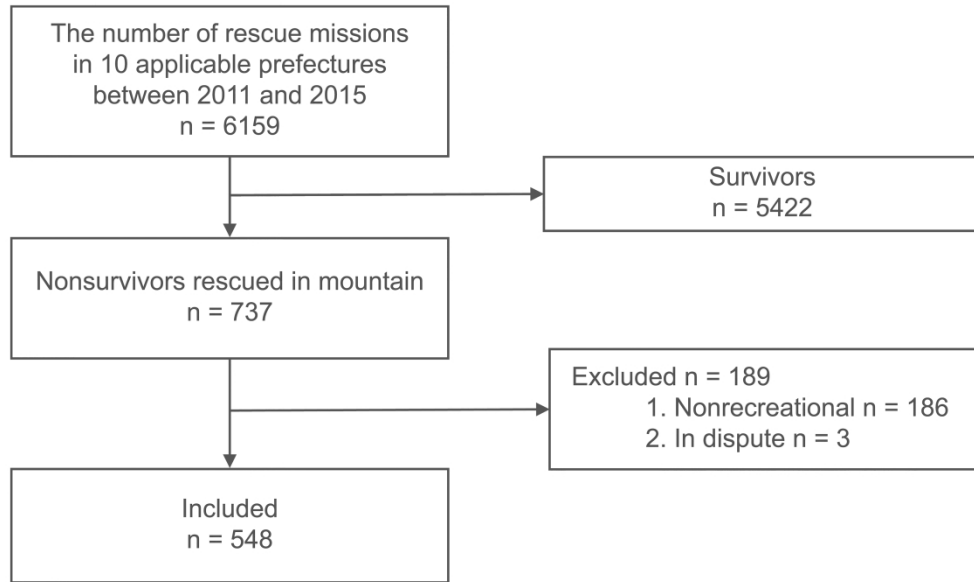 The number of rescue missions
in 10 applicable prefectures
between 2011 and 2015
n = 6159
Survivors
n = 5422
Nonsurvivors rescued in mountain
n = 737
Excluded n = 189
1. Nonrecreational n = 186
2. In dispute n = 3
Included
n = 548